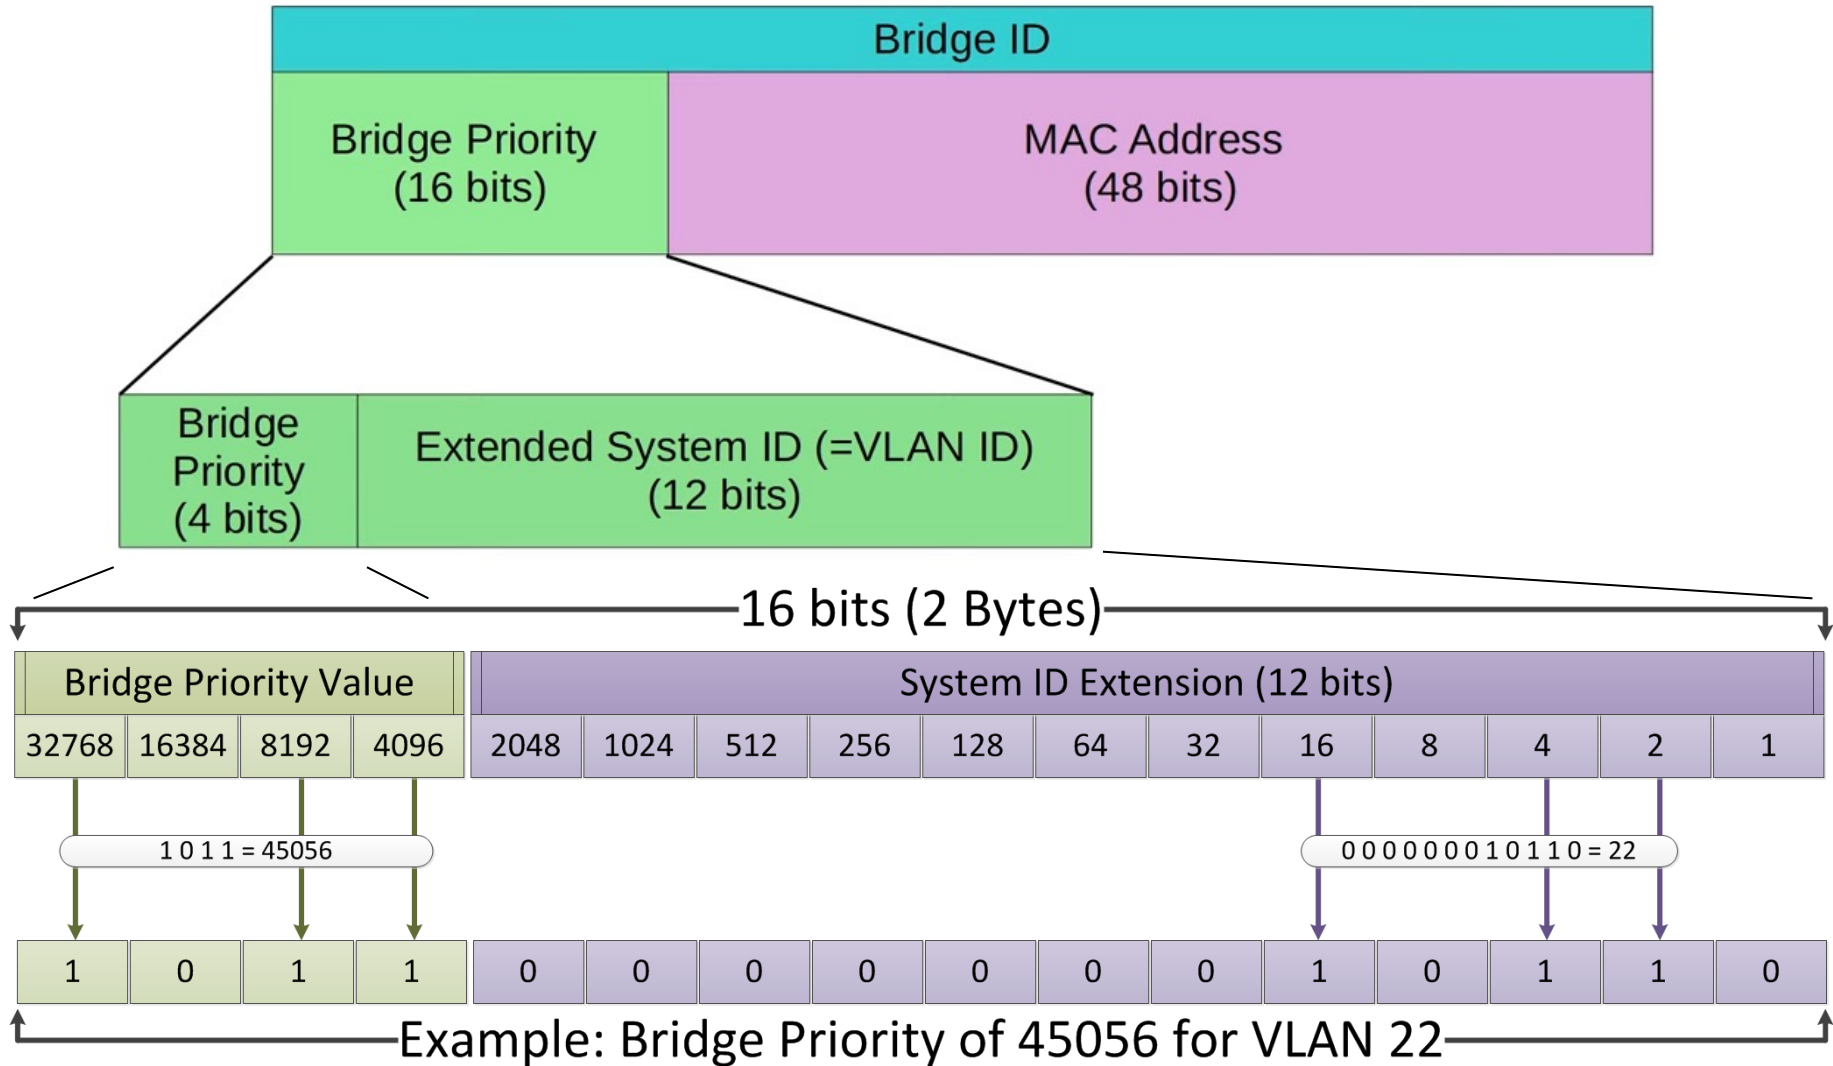 Bridge ID
Bridge Priority
(16 bits)
MAC Address
(48 bits)
Bridge
Priority
(4 bits)
Extended System ID (=VLAN ID)
(12 bits)
16 bits (2 Bytes)
Bridge Priority Value
System ID Extension (12 bits)
32768 16384 8192 4096 2048 1024 512 256 128 64 32 16 8 4 2 1
1 0 1 1 = 45056
0 0 0 0 0 0 0 1 0 1 1 0 = 22
1 0 1 1 0 0 0 0 0 0 0 1 0 1 1 0
Example: Bridge Priority of 45056 for VLAN 22